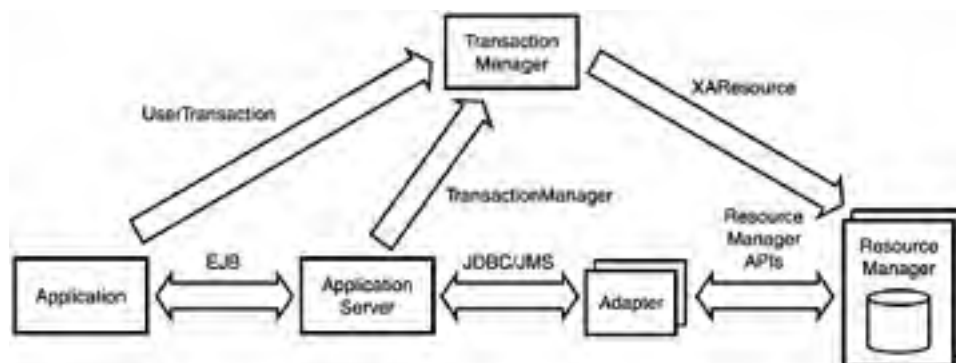 Transaction
Manager
XAResource
UserTransaction
TransactionManager
Resource
Manager
APIs
Resource
Manager
EJB
JDBC/JMS
Application
Application
Server
Adapter